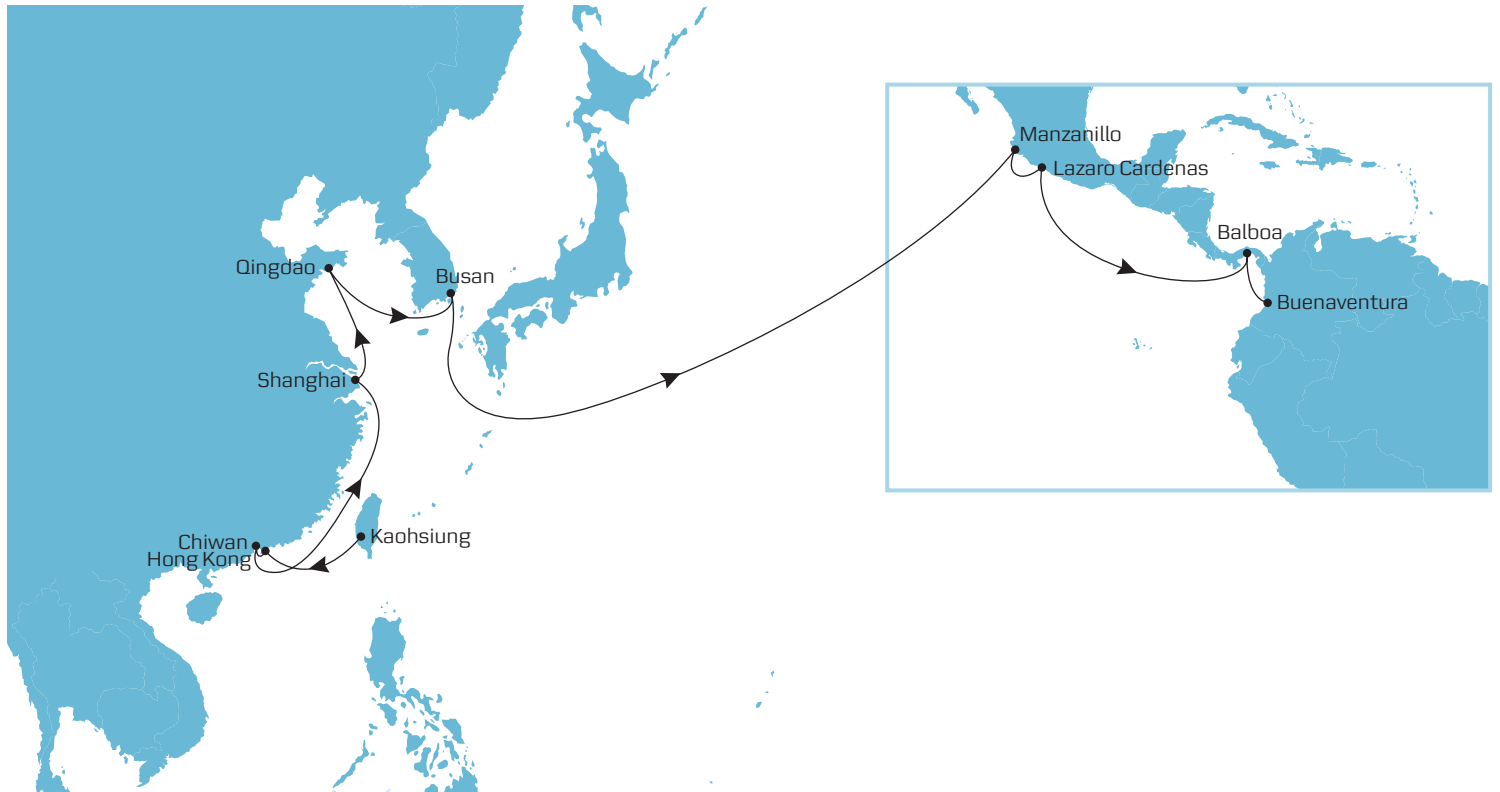 Manzanillo
Lazaro Cardenas
Balboa
Qingdao
Busan
Buenaventura
Shanghai
Kaohsiung
Chiwan
Hong Kong